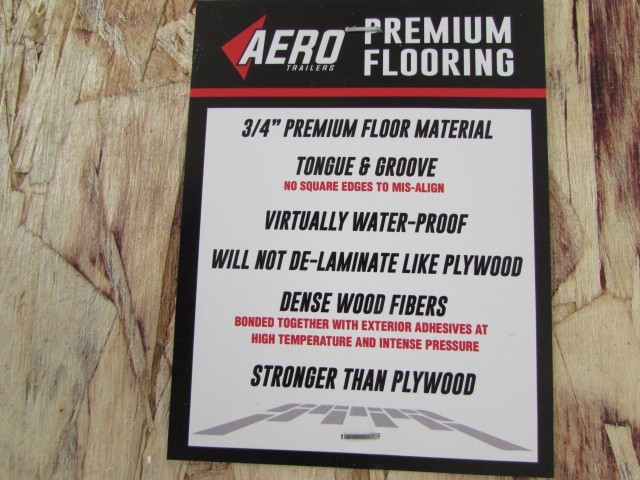 AERO
TRAILERS
PREMIUM
FLOORING
3/4" PREMIUM FLOOR MATERIAL
TONGUE & GROOVE
NO SQUARE EDGES TO MIS-ALIGN
VIRTUALLY WATER-PROOF
WILL NOT DE-LAMINATE LIKE PLYWOOD
DENSE WOOD FIBERS
BONDED TOGETHER WITH EXTERIOR ADHESIVES AT
HIGH TEMPERATURE AND INTENSE PRESSURE
STRONGER THAN PLYWOOD